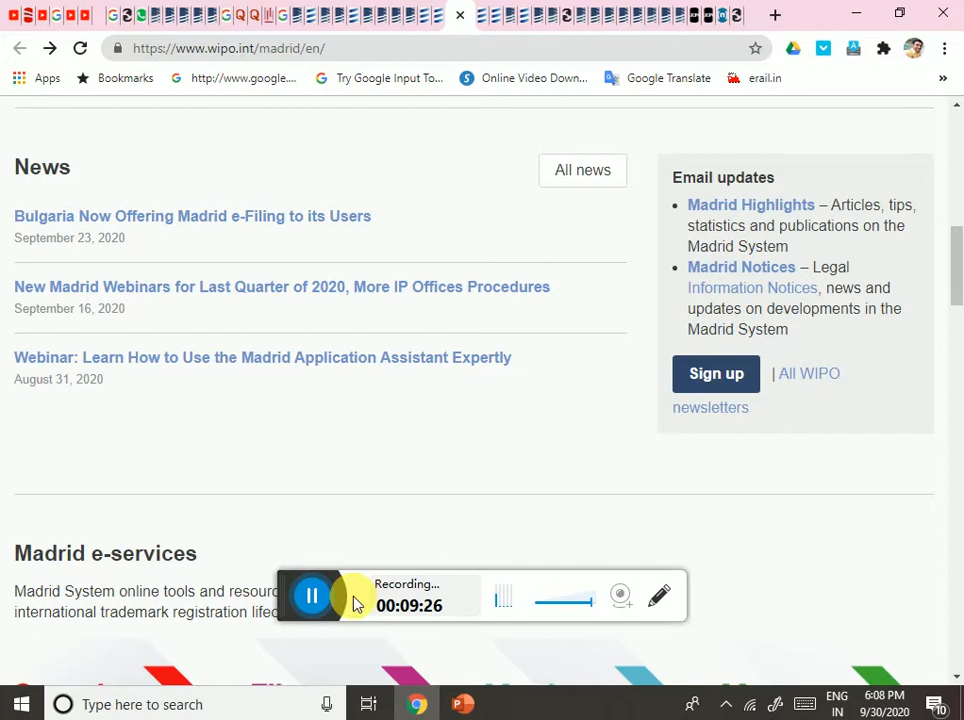 https://www.wipo.int/madrid/en/
Apps
Bookmarks
http://www.google....
Try Google Input To...
Online Video Down...
Google Translate
erail.in
»
News
All news
Bulgaria Now Offering Madrid e-Filing to its Users
September 23, 2020
New Madrid Webinars for Last Quarter of 2020, More IP Offices Procedures
September 16, 2020
Webinar: Learn How to Use the Madrid Application Assistant Expertly
August 31, 2020
Email updates
• Madrid Highlights – Articles, tips,
statistics and publications on the
Madrid System
• Madrid Notices – Legal
Information Notices, news and
updates on developments in the
Madrid System
Sign up | All WIPO
newsletters
Madrid e-services
Madrid System online tools and
international trademark registration
Recording...
00:09:26
Type here to search
ENG
IN
6:08 PM
9/30/2020
10